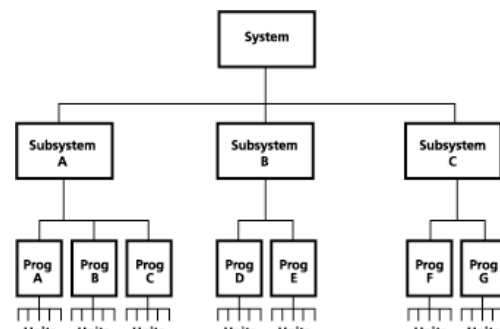 System
Subsystem
A
Subsystem
B
Subsystem
C
Prog
A
Prog
B
Prog
C
Prog
D
Prog
E
Prog
F
Prog
G